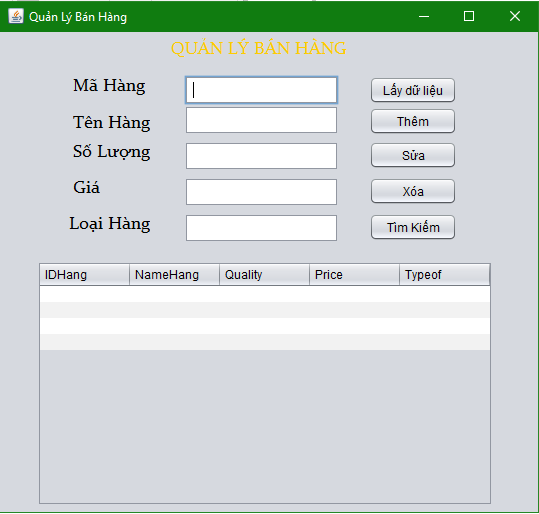 Quản Lý Bán Hàng
QUẢN LÝ BÁN HÀNG
Mã Hàng
Lấy dữ liệu
Tên Hàng
Thêm
Số Lượng
Sửa
Giá
Xóa
Loại Hàng
Tìm Kiếm
IDHang NameHang Quality Price Typeof